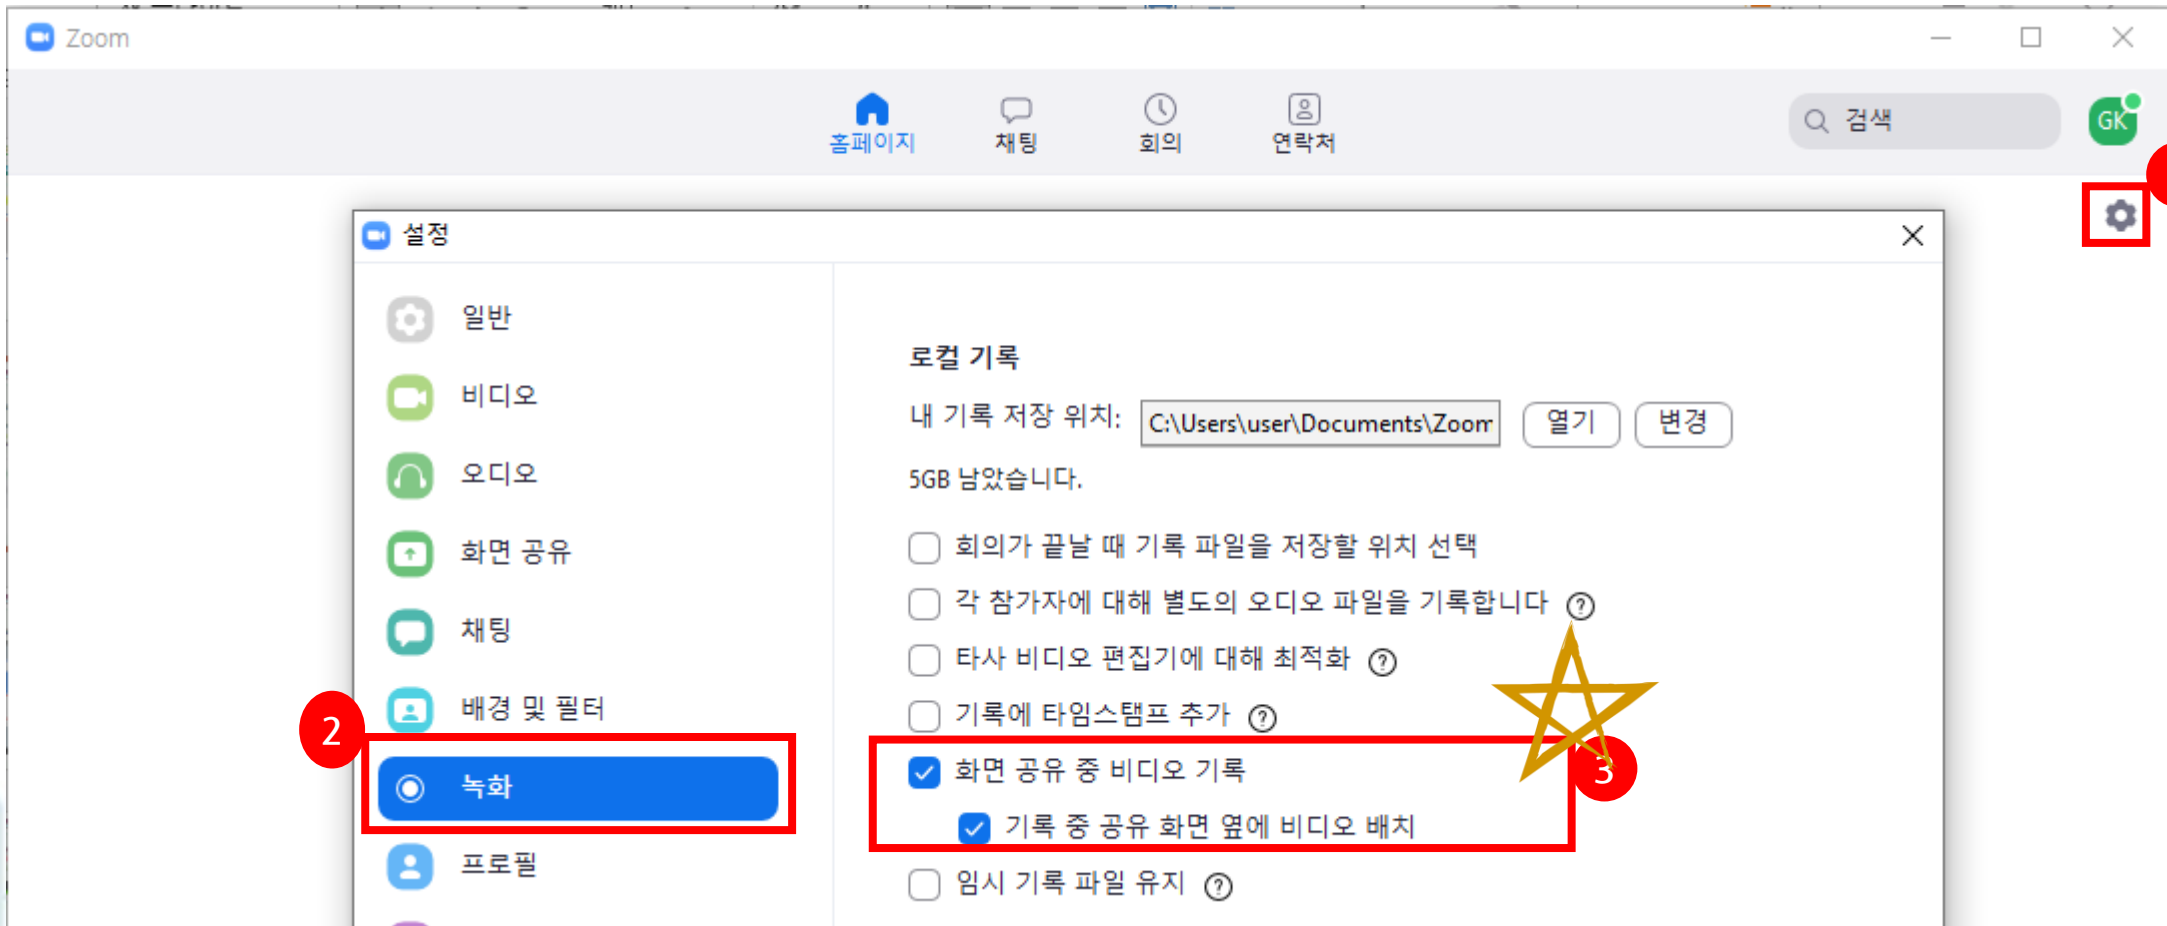 Zoom
홈페이지
채팅
회의
연락처
검색
GK
설정
일반
비디오
오디오
화면 공유
채팅
배경 및 필터
2
녹화
프로필
로컬 기록
내 기록 저장 위치: C:\Users\user\Documents\Zoom 열기 변경
5GB 남았습니다.
회의가 끝날 때 기록 파일을 저장할 위치 선택
각 참가자에 대해 별도의 오디오 파일을 기록합니다 ?
타사 비디오 편집기에 대해 최적화 ?
기록에 타임스탬프 추가 ?
화면 공유 중 비디오 기록
3
기록 중 공유 화면 옆에 비디오 배치
임시 기록 파일 유지 ?